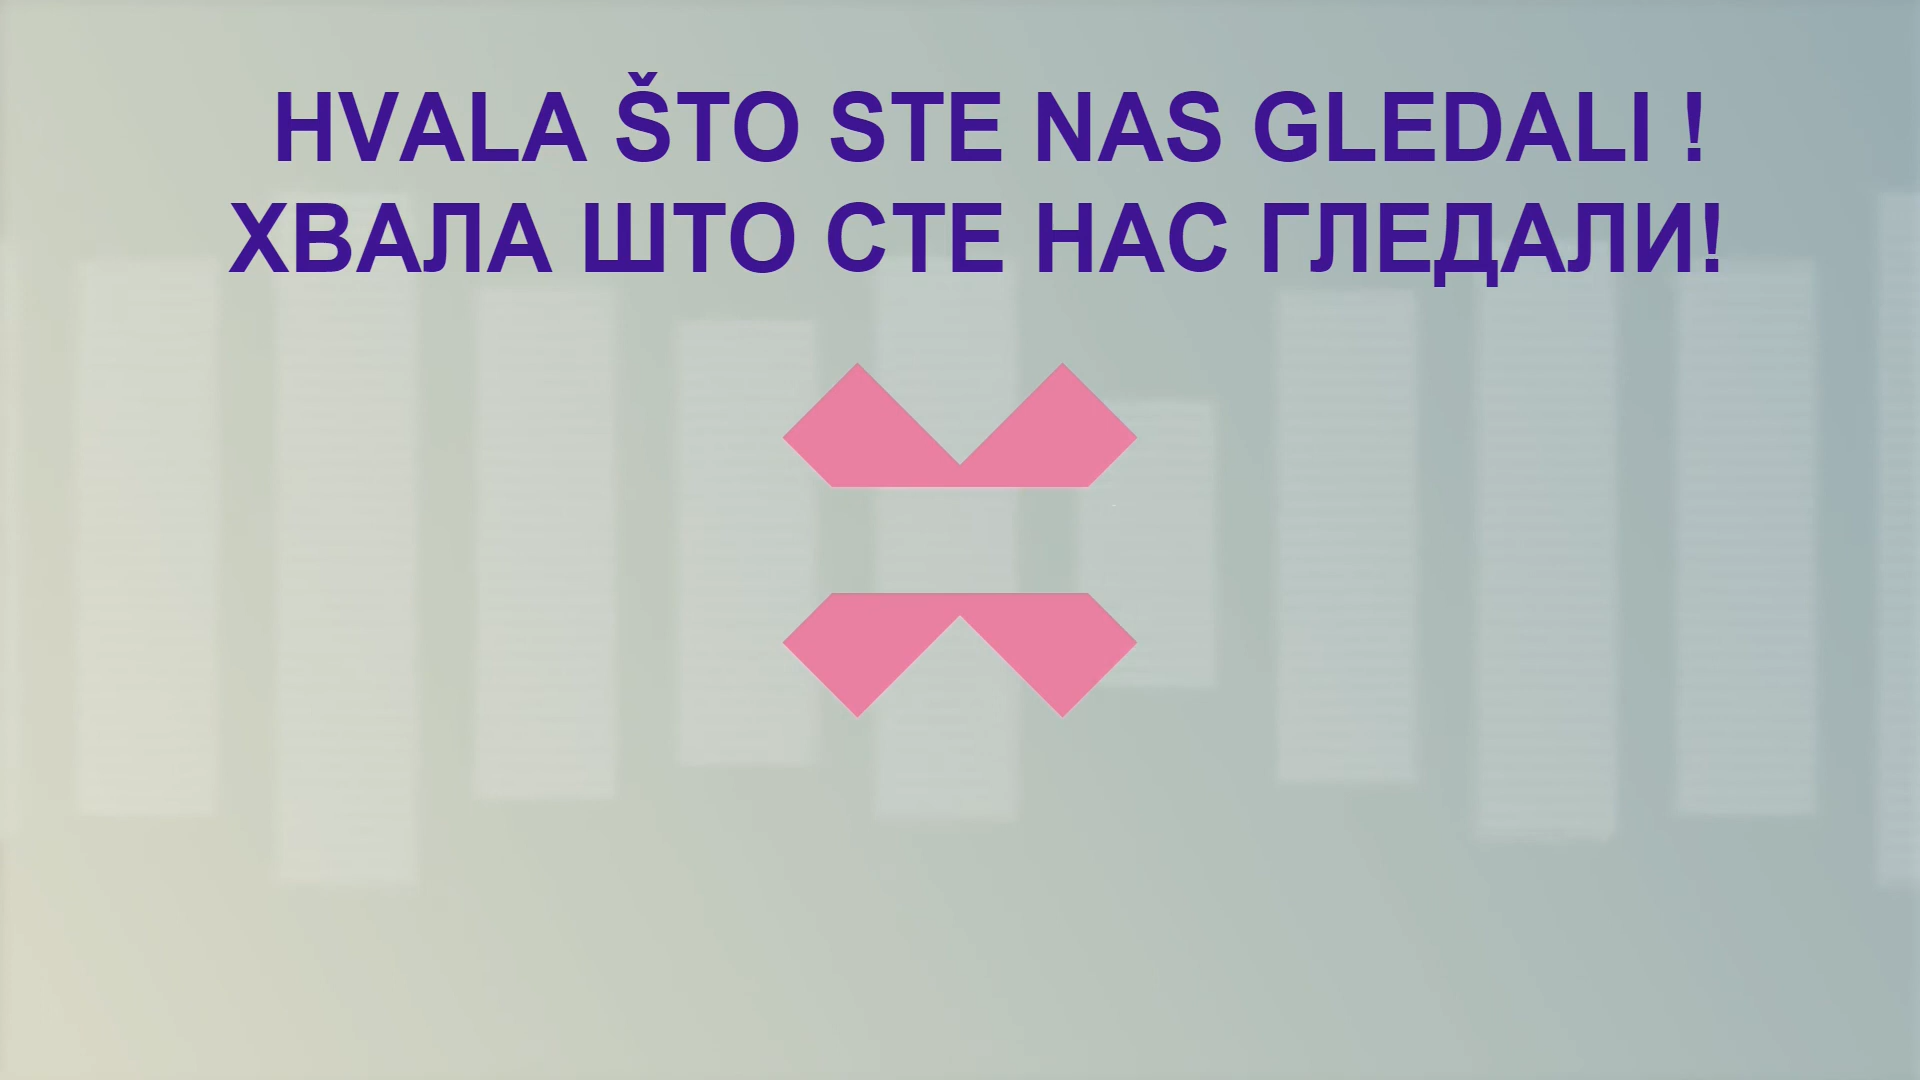 HVALA ŠTO STE NAS GLEDALI !
ХВАЛА ШТО СТЕ НАС ГЛЕДАЛИ!